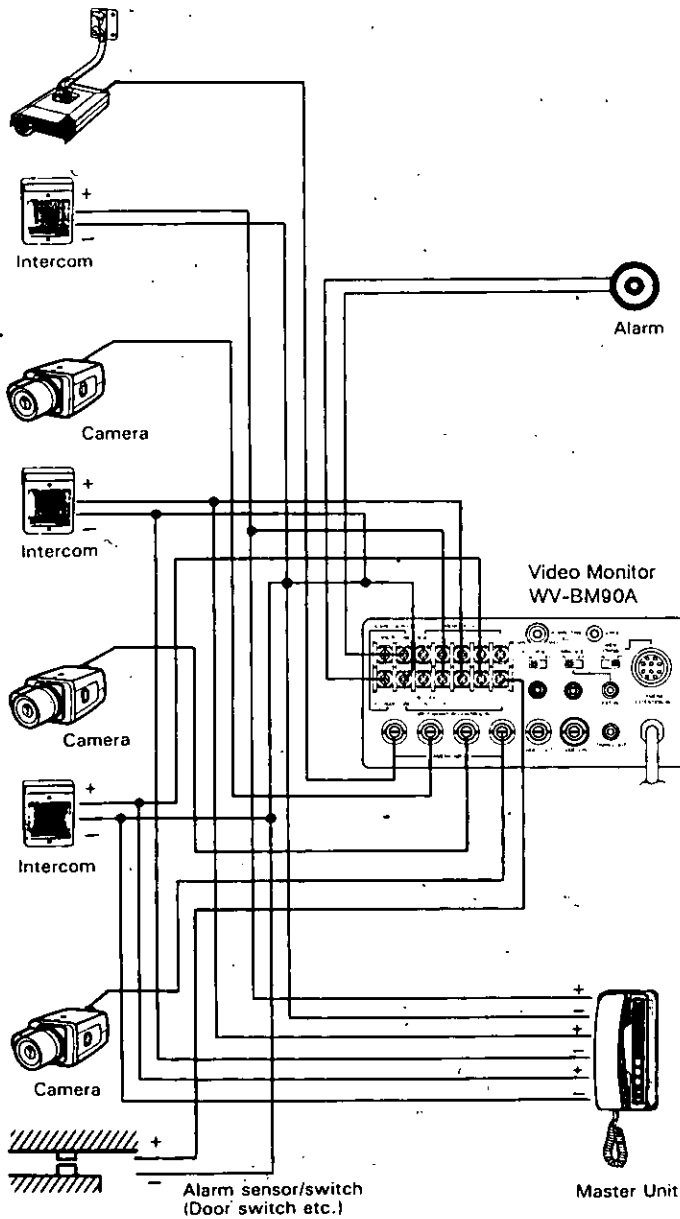 +
−
Intercom
Alarm
Camera
+
−
Intercom
Video Monitor
WV-BM90A
Camera
+
−
Intercom
+
−
+
−
+
−
Camera
+
−
Alarm sensor/switch
(Door switch etc.)
Master Unit